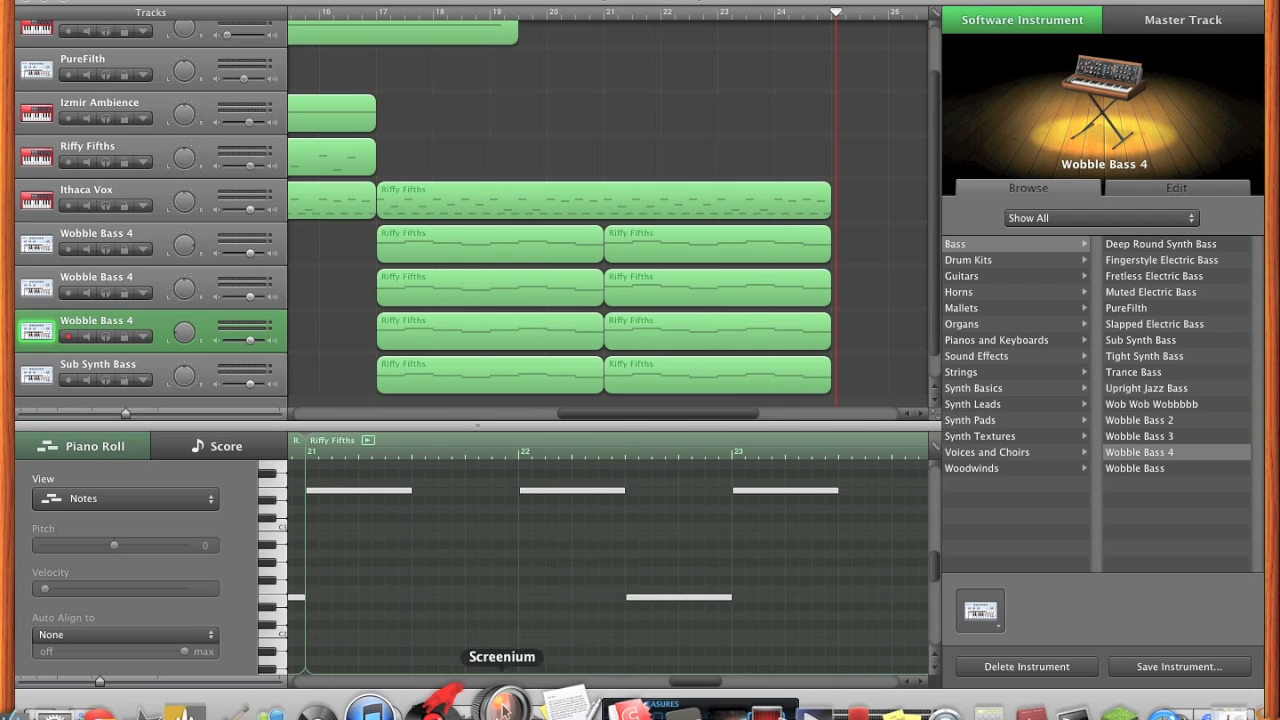 Tracks
16 17 18 19 20 21 22 23 24 25 26
PureFilth
Izmir Ambience
Riffy Fifths
Ithaca Vox
Wobble Bass 4
Wobble Bass 4
Wobble Bass 4
Sub Synth Bass
Riffy Fifths
Riffy Fifths Riffy Fifths
Riffy Fifths Riffy Fifths
Riffy Fifths Riffy Fifths
Riffy Fifths Riffy Fifths
Software Instrument Master Track
Wobble Bass 4
Browse Edit
Show All
Bass
Drum Kits
Guitars
Horns
Mallets
Organs
Pianos and Keyboards
Sound Effects
Strings
Synth Basics
Synth Leads
Synth Pads
Synth Textures
Voices and Choirs
Woodwinds
Deep Round Synth Bass
Fingerstyle Electric Bass
Fretless Electric Bass
Muted Electric Bass
PureFilth
Slapped Electric Bass
Sub Synth Bass
Tight Synth Bass
Trance Bass
Upright Jazz Bass
Wob Wob Wobbbbb
Wobble Bass 2
Wobble Bass 3
Wobble Bass 4
Wobble Bass
Delete Instrument Save Instrument...
Piano Roll Score
R. Riffy Fifths
21 22 23
View
Notes
Pitch
0
Velocity
Auto Align to
None
off max
C1
C2
Screenium